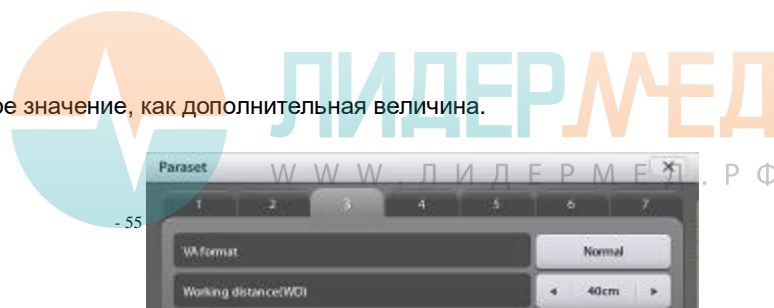 ЛИДЕРМЕД
ре значение, как дополнительная величина.
WWW.ЛИДЕРМЕД.РФ
Paraset
1 2 3 4 5 6 7
- 55
VA format Normal
Working distance(WD) 40cm